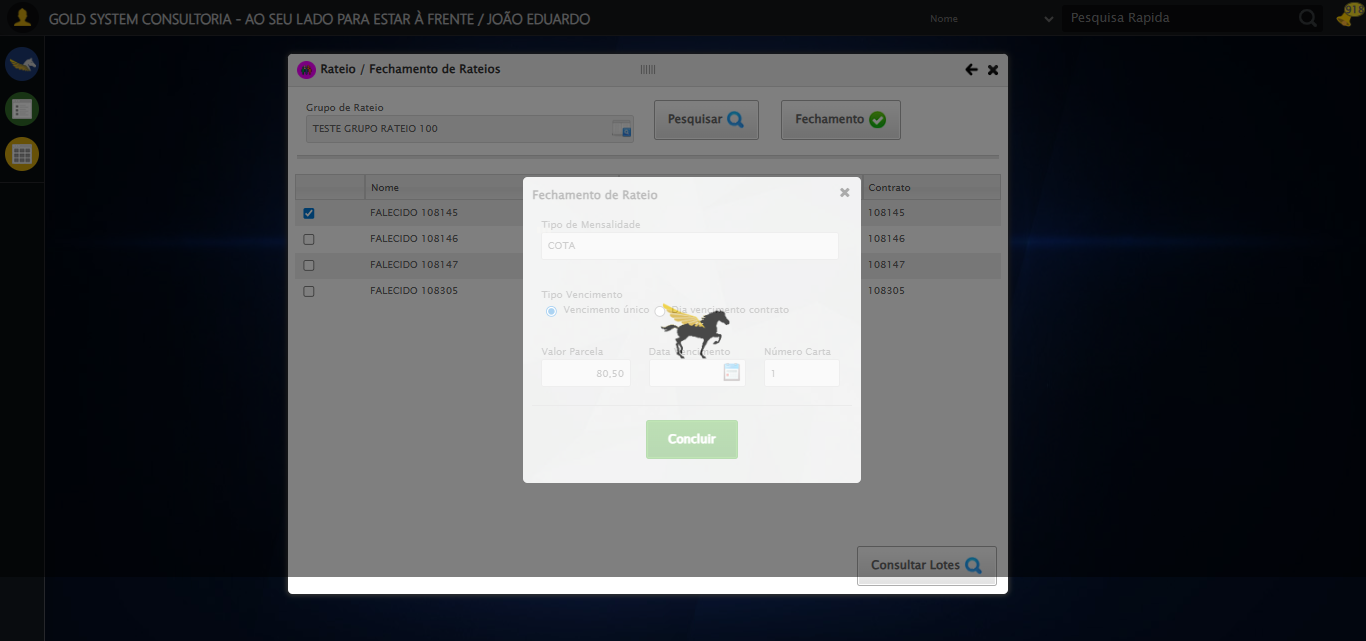 GOLD SYSTEM CONSULTORIA - AO SEU LADO PARA ESTAR À FRENTE / JOÃO EDUARDO
Nome
Pesquisa Rapida
918
Rateio / Fechamento de Rateios
Grupo de Rateio
TESTE GRUPO RATEIO 100
Pesquisar
Fechamento
Nome
Contrato
FALECIDO 108145
108145
FALECIDO 108146
108146
FALECIDO 108147
108147
FALECIDO 108305
108305
Fechamento de Rateio
Tipo de Mensalidade
COTA
Tipo Vencimento
Vencimento único
Dia vencimento contrato
Valor Parcela
Data Vencimento
Número Carta
80,50
1
Concluir
Consultar Lotes